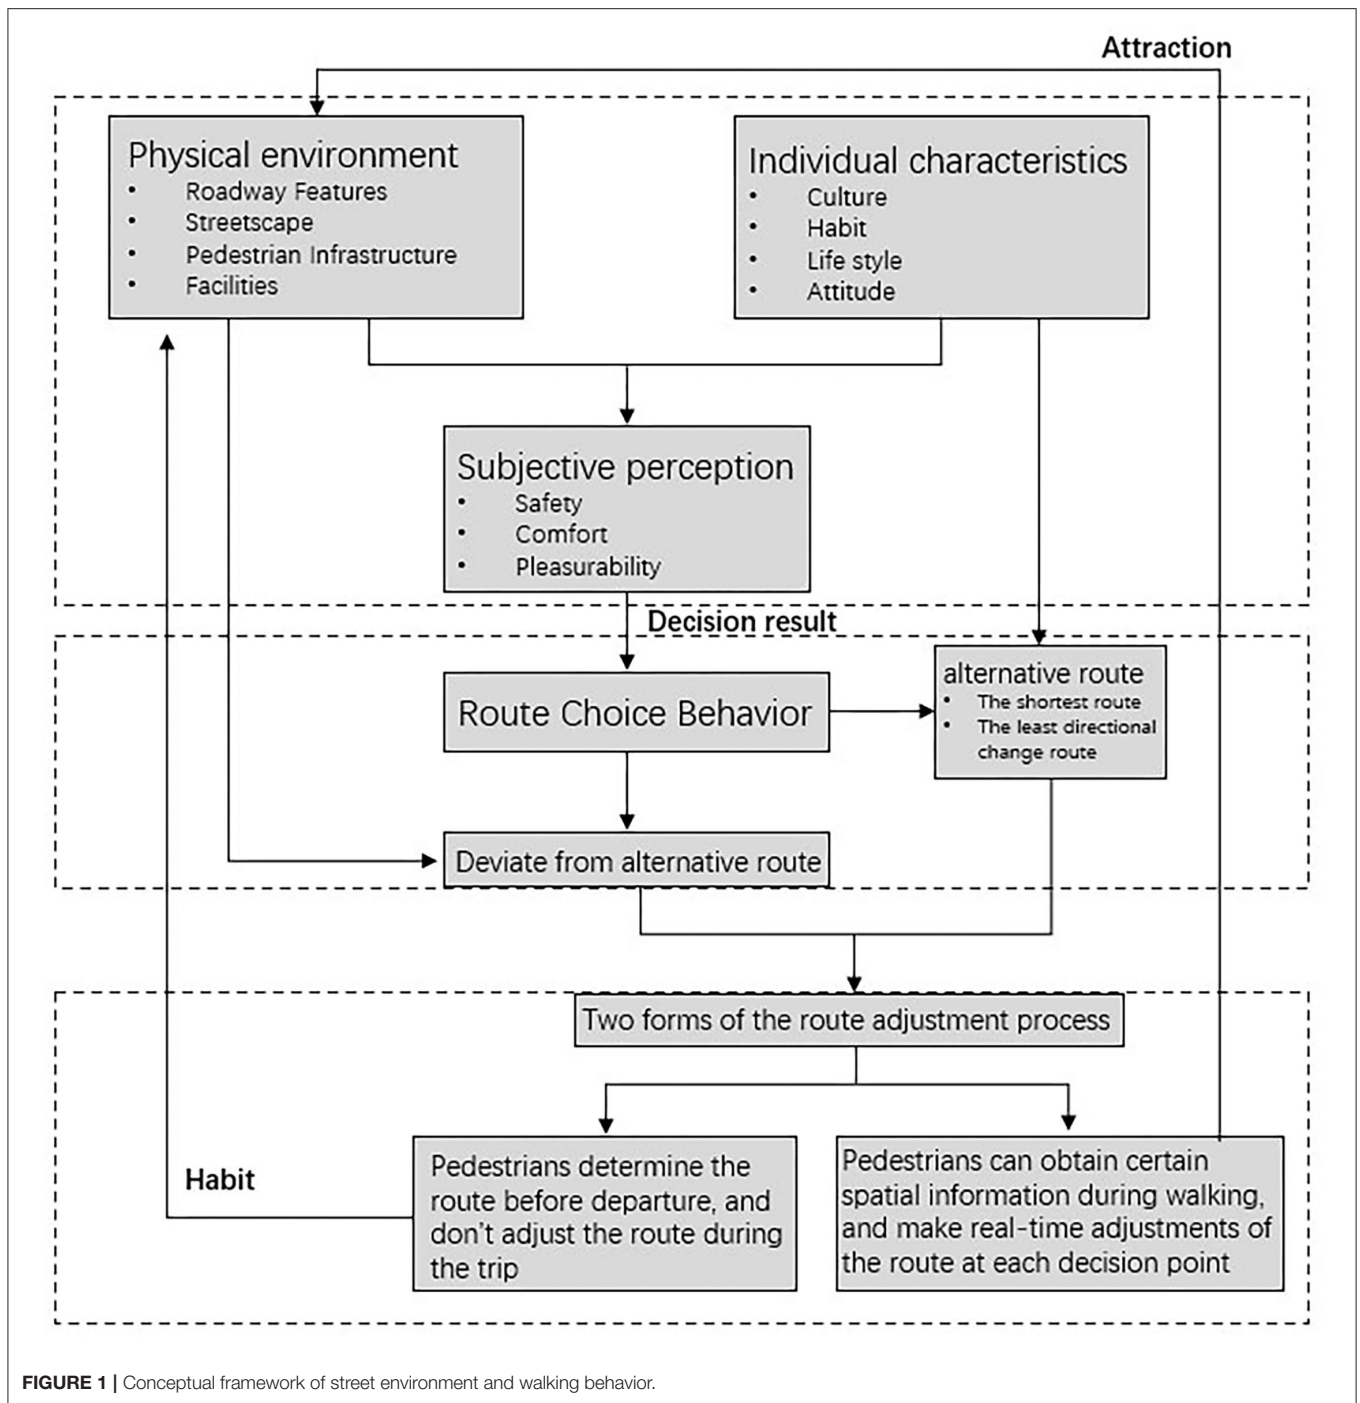 Attraction
Physical environment
• Roadway Features
• Streetscape
• Pedestrian Infrastructure
• Facilities
Individual characteristics
• Culture
• Habit
• Life style
• Attitude
Subjective perception
• Safety
• Comfort
• Pleasurability
Decision result
Route Choice Behavior
alternative route
• The shortest route
• The least directional
change route
Deviate from alternative route
Two forms of the route adjustment process
Habit
Pedestrians determine the
route before departure, and
don't adjust the route during
the trip
Pedestrians can obtain certain
spatial information during walking,
and make real-time adjustments of
the route at each decision point
FIGURE 1 | Conceptual framework of street environment and walking behavior.